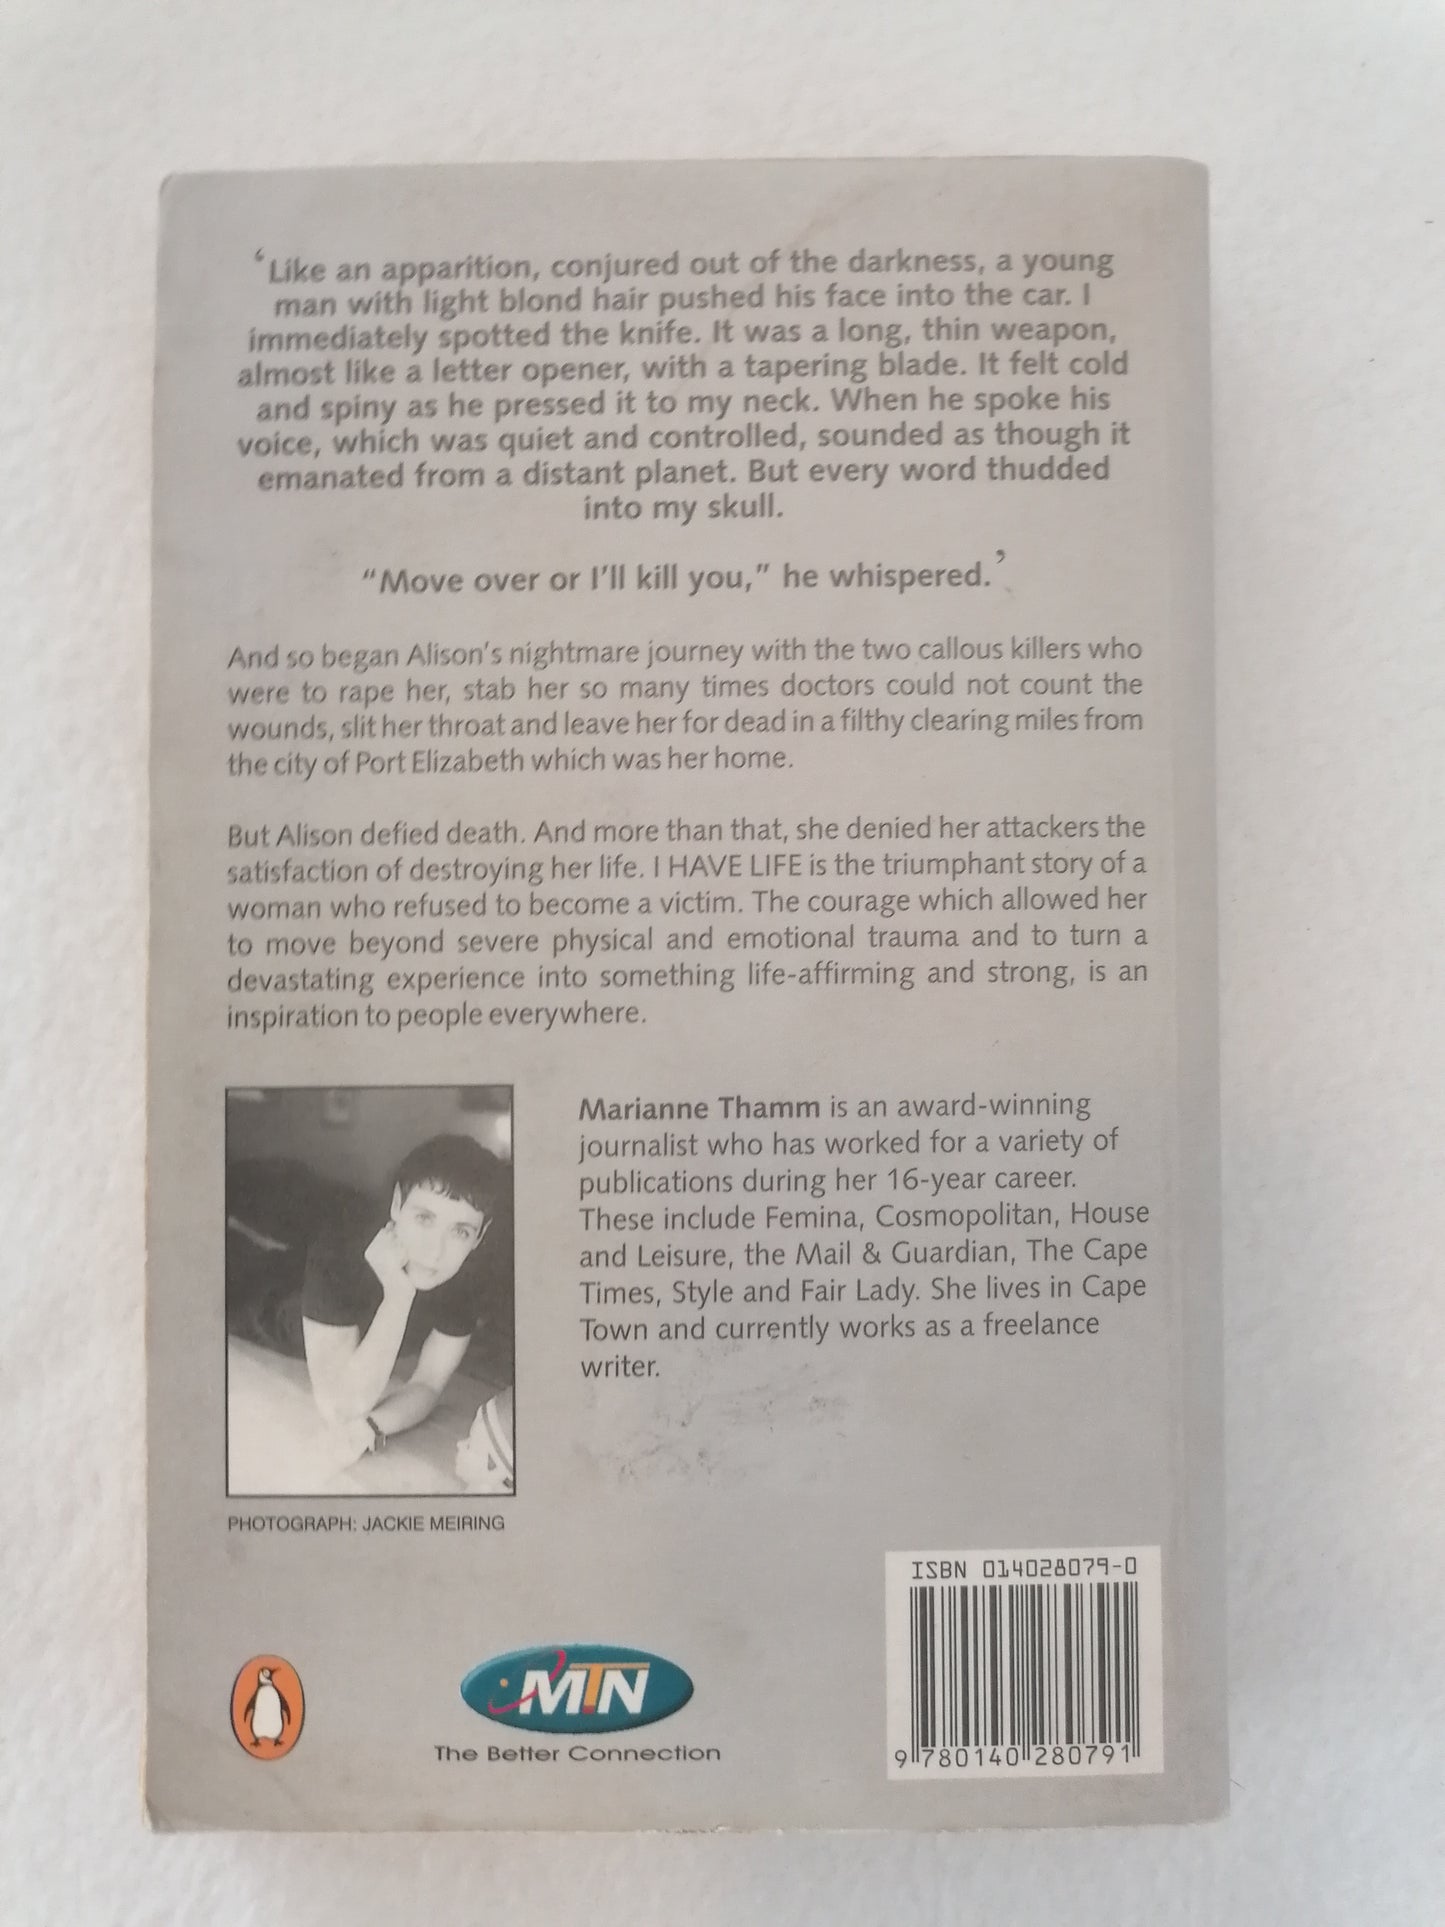 ‘Like an apparition, conjured out of the darkness, a young
man with light blond hair pushed his face into the car. I
immediately spotted the knife. It was a long, thin weapon,
almost like a letter opener, with a tapering blade. It felt cold
and spiny as he pressed it to my neck. When he spoke his
voice, which was quiet and controlled, sounded as though it
emanated from a distant planet. But every word thudded
into my skull.
“Move over or I’ll kill you,” he whispered.’
And so began Alison’s nightmare journey with the two callous killers who
were to rape her, stab her so many times doctors could not count the
wounds, slit her throat and leave her for dead in a filthy clearing miles from
the city of Port Elizabeth which was her home.
But Alison defied death. And more than that, she denied her attackers the
satisfaction of destroying her life. I HAVE LIFE is the triumphant story of a
woman who refused to become a victim. The courage which allowed her
to move beyond severe physical and emotional trauma and to turn a
devastating experience into something life-affirming and strong, is an
inspiration to people everywhere.
Marianne Thamm is an award-winning
journalist who has worked for a variety of
publications during her 16-year career.
These include Femina, Cosmopolitan, House
and Leisure, the Mail & Guardian, The Cape
Times, Style and Fair Lady. She lives in Cape
Town and currently works as a freelance
writer.
PHOTOGRAPH: JACKIE MEIRING
MTN
The Better Connection
ISBN 014028079-0
9 780140 280791